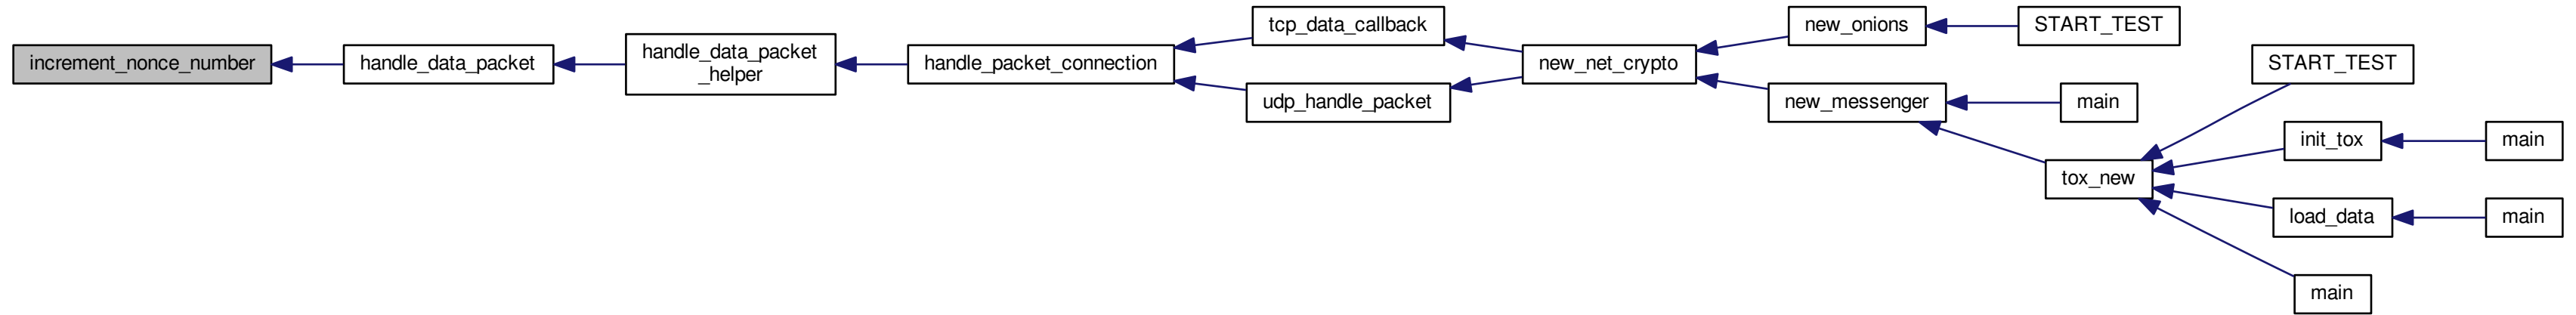 increment_nonce_number
handle_data_packet
handle_data_packet
_helper
handle_packet_connection
tcp_data_callback
udp_handle_packet
new_net_crypto
new_onions
START_TEST
new_messenger
main
tox_new
START_TEST
init_tox
main
load_data
main
main